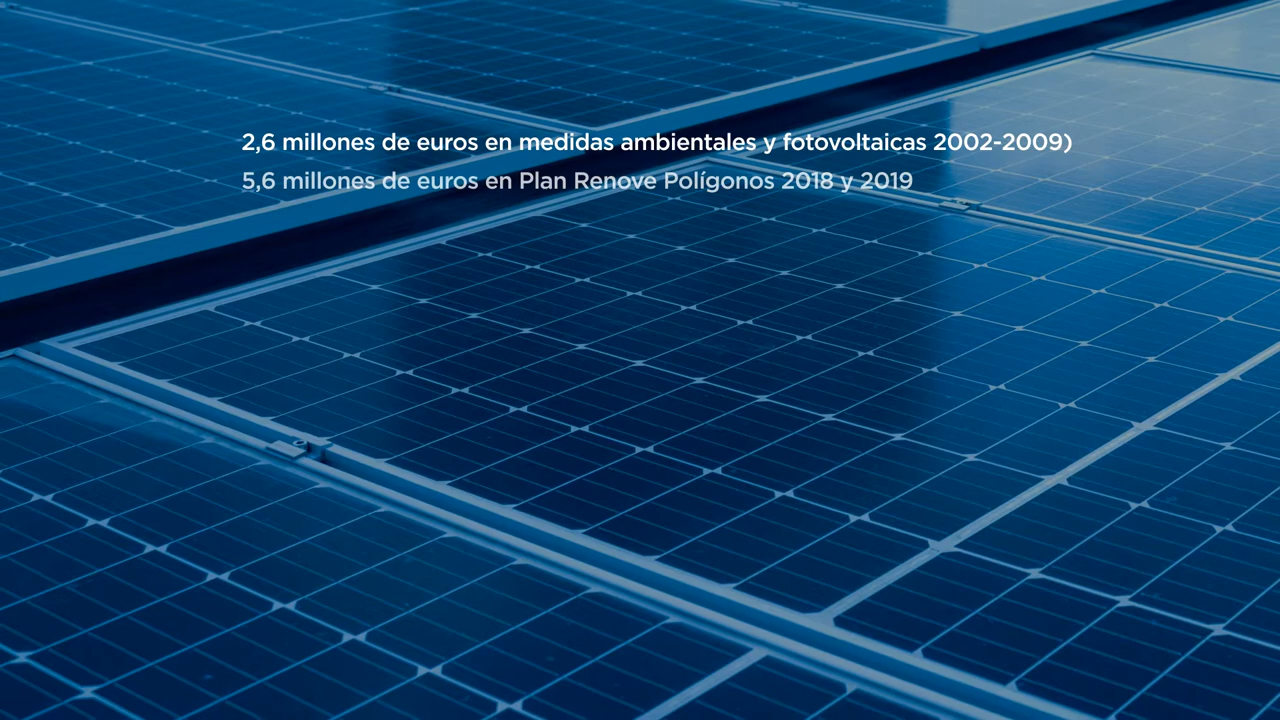 2,6 millones de euros en medidas ambientales y fotovoltaicas 2002-2009)
5,6 millones de euros en Plan Renove Polígonos 2018 y 2019